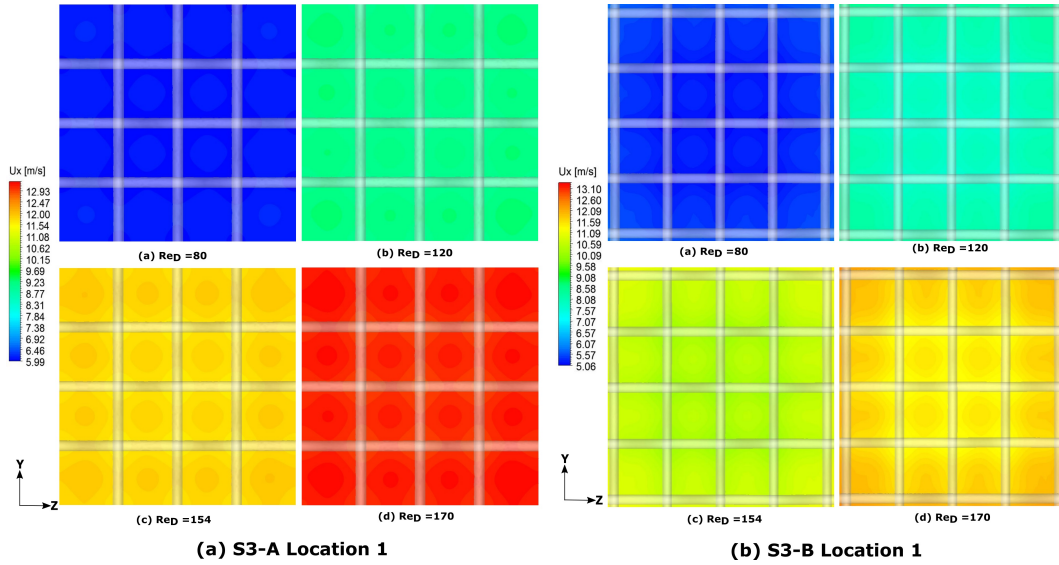 Ux [m/s]
12.93
12.47
12.00
11.54
11.08
10.62
10.15
9.69
9.23
8.77
8.31
7.84
7.38
6.92
6.46
5.99
(a) ReD =80
(b) ReD =120
(c) ReD =154
(d) ReD =170
Y
Z
(a) S3-A Location 1
Ux [m/s]
13.10
12.60
12.09
11.59
11.09
10.59
10.09
9.58
9.08
8.58
8.08
7.57
7.07
6.57
6.07
5.57
5.06
(a) ReD =80
(b) ReD =120
(c) ReD =154
(d) ReD =170
Y
Z
(b) S3-B Location 1